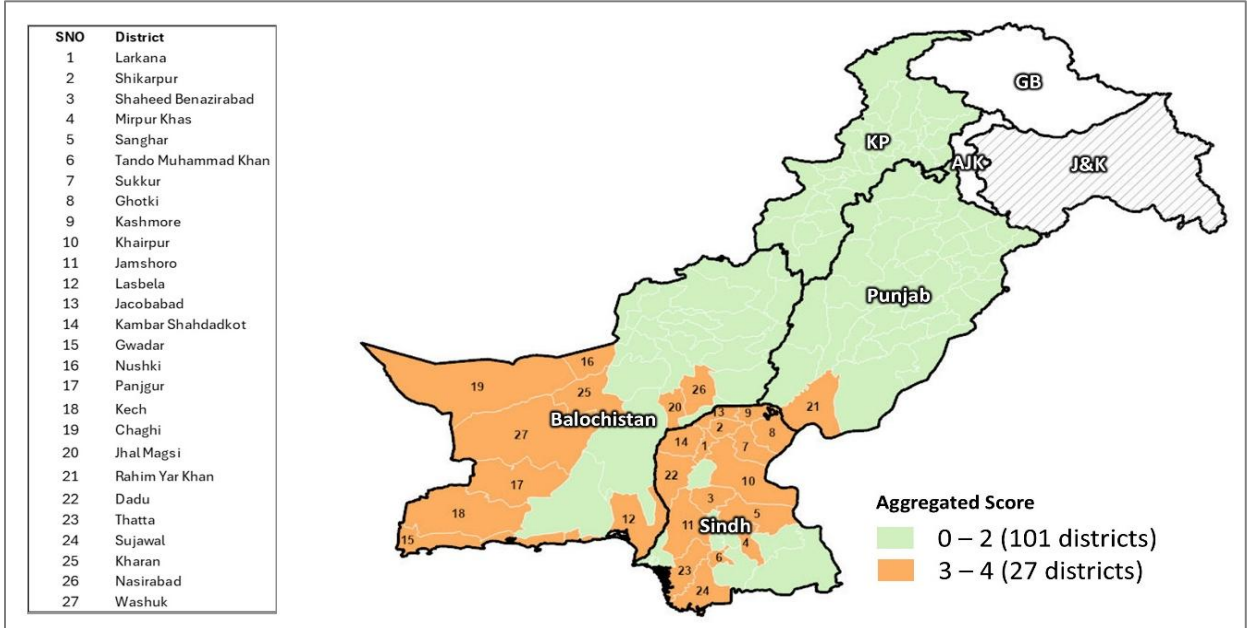 SNO District
1 Larkana
2 Shikarpur
3 Shaheed Benazirabad
4 Mirpur Khas
5 Sanghar
6 Tando Muhammad Khan
7 Sukkur
8 Ghotki
9 Kashmore
10 Khairpur
11 Jamshoro
12 Lasbela
13 Jacobabad
14 Kambar Shahdadkot
15 Gwadar
16 Nushki
17 Panjgur
18 Kech
19 Chaghi
20 Jhal Magsi
21 Rahim Yar Khan
22 Dadu
23 Thatta
24 Sujawal
25 Kharan
26 Nasirabad
27 Washuk
GB
KP
AJK
J&K
Punjab
16
19
25
26
20
21
Balochistan
13
9
2
8
27
14
1
7
22
10
17
3
18
12
11
Sindh
5
15
4
6
23
24
Aggregated Score
0 – 2 (101 districts)
3 – 4 (27 districts)